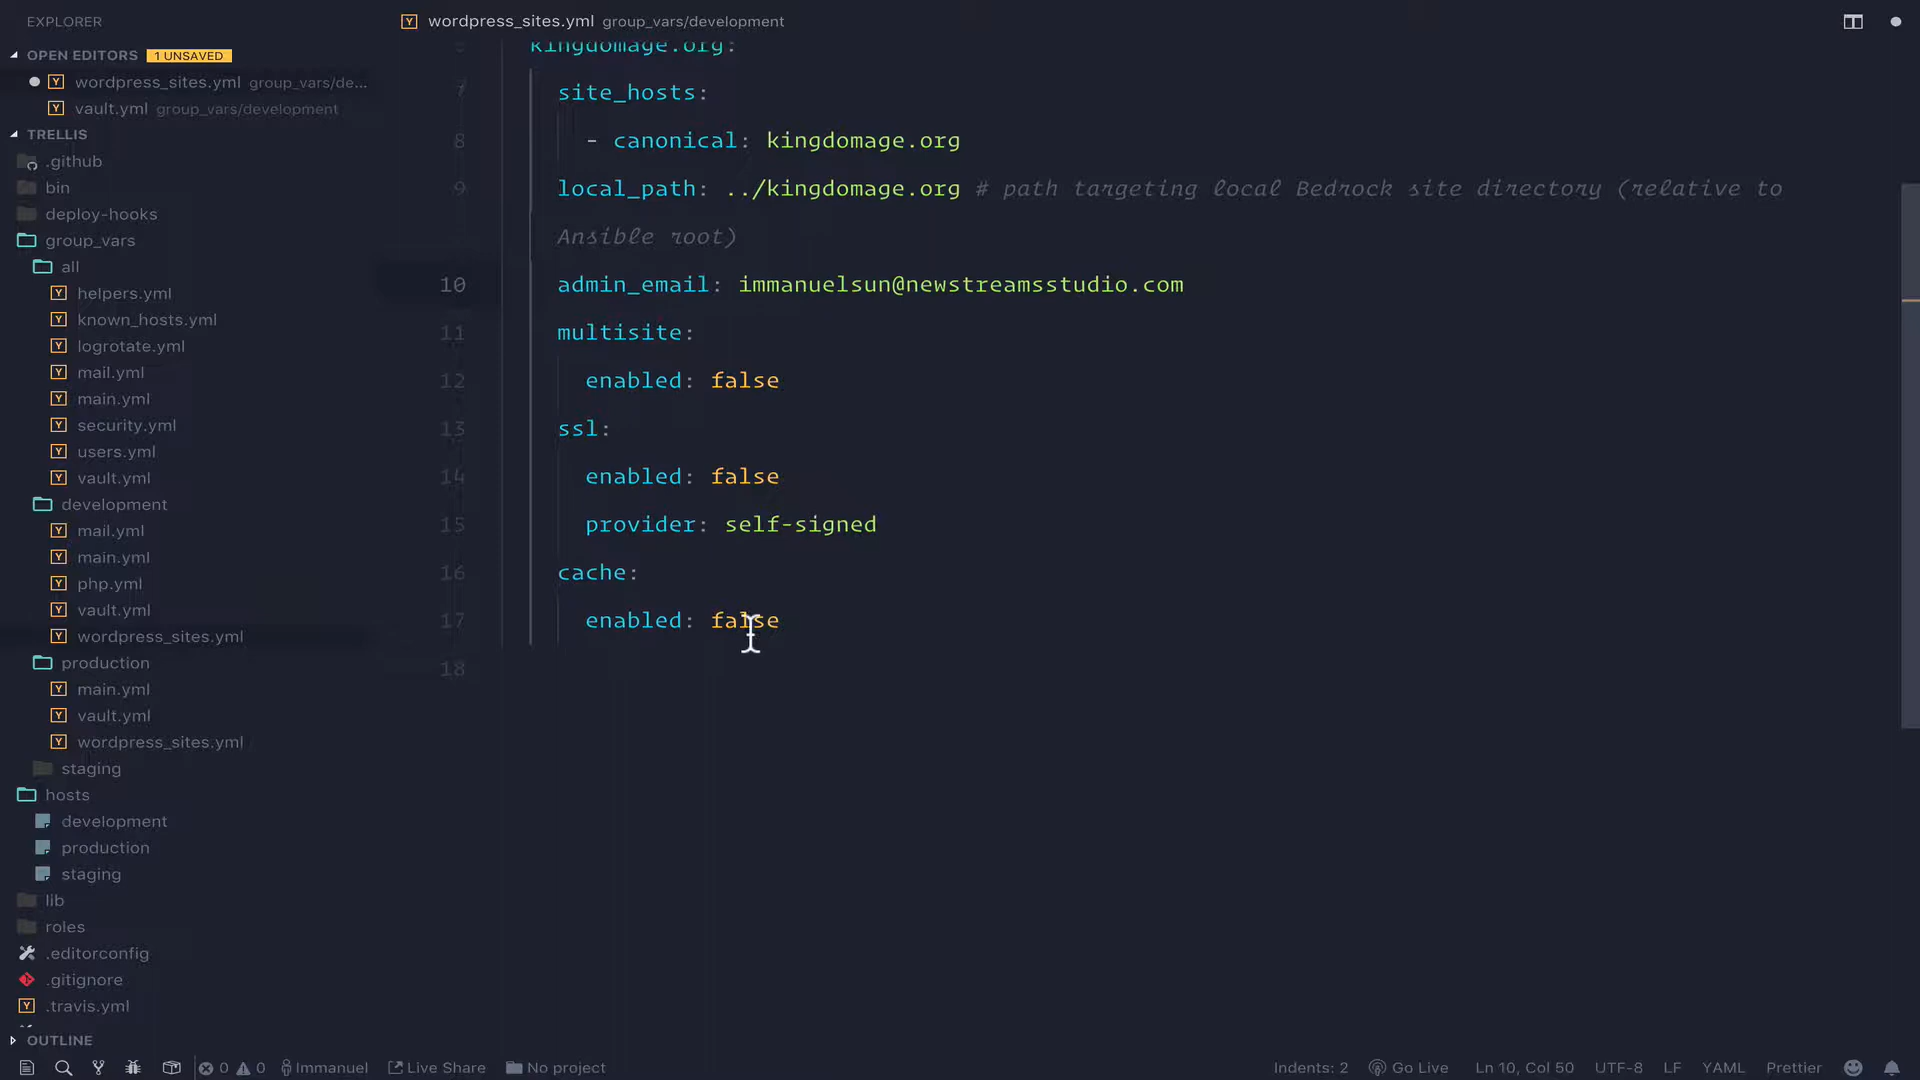 EXPLORER
OPEN EDITORS 1 UNSAVED
wordpress_sites.yml group_vars/de...
vault.yml group_vars/development
TRELLIS
.github
bin
deploy-hooks
group_vars
all
helpers.yml
known_hosts.yml
logrotate.yml
mail.yml
main.yml
security.yml
users.yml
vault.yml
development
mail.yml
main.yml
php.yml
vault.yml
wordpress_sites.yml
production
main.yml
vault.yml
wordpress_sites.yml
staging
hosts
development
production
staging
lib
roles
.editorconfig
.gitignore
.travis.yml
OUTLINE
wordpress_sites.yml group_vars/development
6 kingdomage.org:
7 site_hosts:
8 - canonical: kingdomage.org
9 local_path: ../kingdomage.org # path targeting local Bedrock site directory (relative to
Ansible root)
10 admin_email: immanuelsun@newstreamsstudio.com
11 multisite:
12 enabled: false
13 ssl:
14 enabled: false
15 provider: self-signed
16 cache:
17 enabled: false
18
0 0 Immanuel Live Share No project Indents: 2 Go Live Ln 10, Col 50 UTF-8 LF YAML Prettier